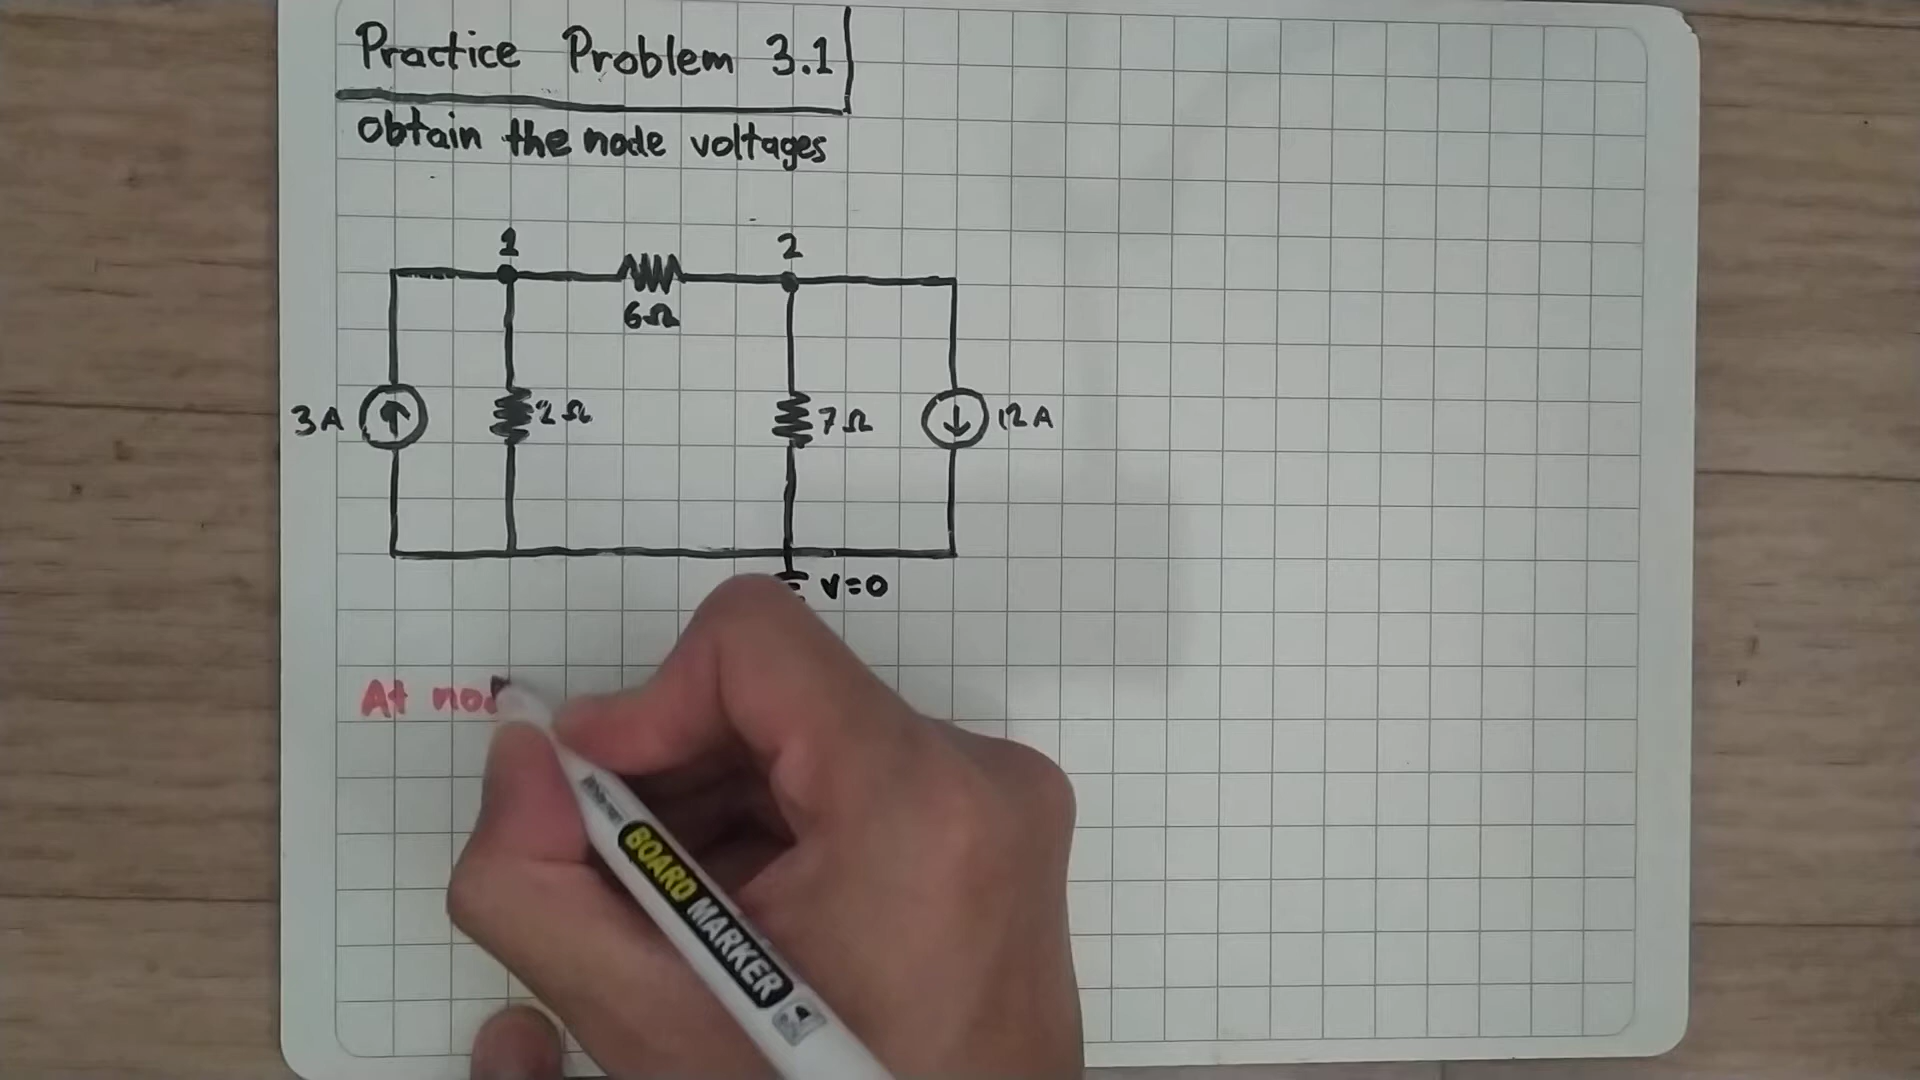 Practice Problem 3.1
obtain the node voltages
1
2
6Ω
3A
2Ω
7Ω
12A
V=0
At nod
BOARD MARKER